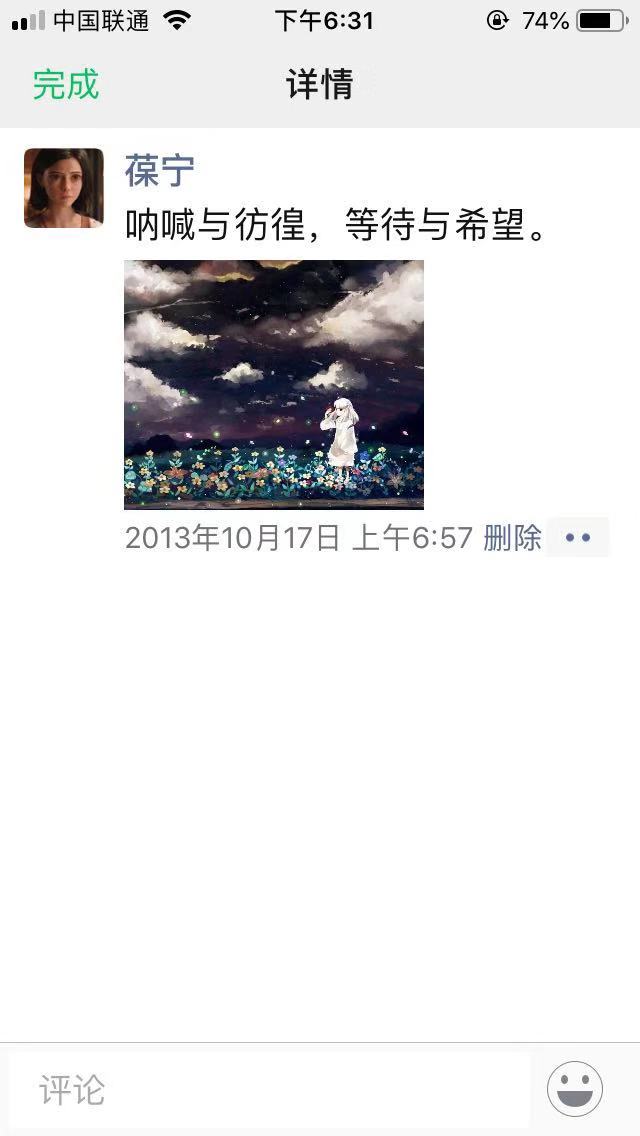 中国联通 下午6:31 74%
完成 详情
葆宁
呐喊与彷徨，等待与希望。
2013年10月17日 上午6:57 删除
评论